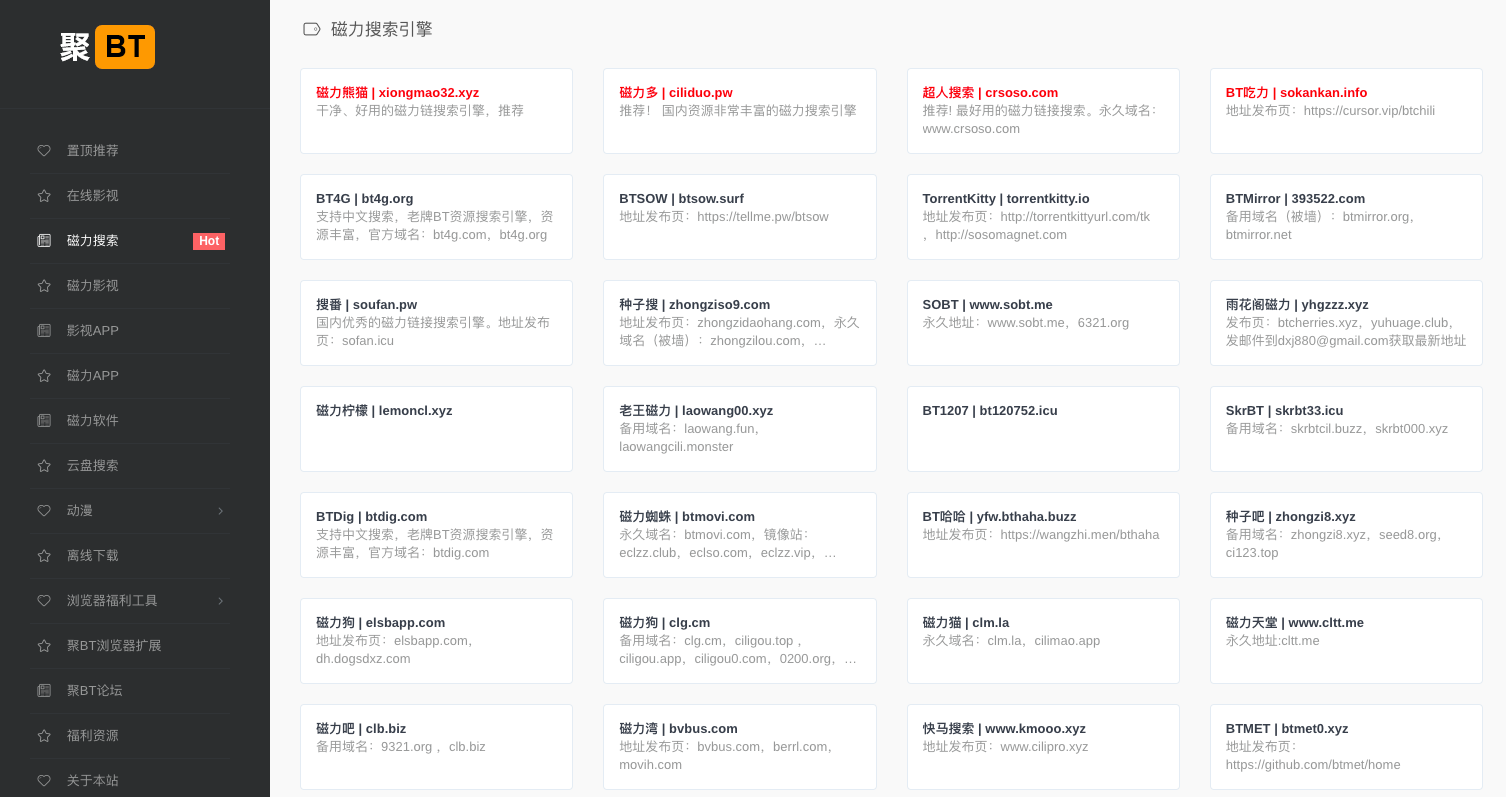 聚 BT
置顶推荐
在线影视
磁力搜索 Hot
磁力影视
影视APP
磁力APP
磁力软件
云盘搜索
动漫
离线下载
浏览器福利工具
聚BT浏览器扩展
聚BT论坛
福利资源
关于本站
磁力搜索引擎
磁力熊猫 | xiongmao32.xyz
干净、好用的磁力链搜索引擎，推荐
磁力多 | ciliduo.pw
推荐！ 国内资源非常丰富的磁力搜索引擎
超人搜索 | crsoso.com
推荐! 最好用的磁力链接搜索。永久域名：
www.crsoso.com
BT吃力 | sokankan.info
地址发布页：https://cursor.vip/btchili
BT4G | bt4g.org
支持中文搜索，老牌BT资源搜索引擎，资
源丰富，官方域名：bt4g.com，bt4g.org
BTSOW | btsow.surf
地址发布页：https://tellme.pw/btsow
TorrentKitty | torrentkitty.io
地址发布页：http://torrentkittyurl.com/tk
，http://sosomagnet.com
BTMirror | 393522.com
备用域名（被墙）：btmirror.org，
btmirror.net
搜番 | soufan.pw
国内优秀的磁力链接搜索引擎。地址发布
页：sofan.icu
种子搜 | zhongziso9.com
地址发布页：zhongzidaohang.com，永久
域名（被墙）：zhongzilou.com，…
SOBT | www.sobt.me
永久地址：www.sobt.me，6321.org
雨花阁磁力 | yhgzzz.xyz
发布页：btcherries.xyz，yuhuage.club，
发邮件到dxj880@gmail.com获取最新地址
磁力柠檬 | lemoncl.xyz
老王磁力 | laowang00.xyz
备用域名：laowang.fun，
laowangcili.monster
BT1207 | bt120752.icu
SkrBT | skrbt33.icu
备用域名：skrbtcil.buzz，skrbt000.xyz
BTDig | btdig.com
支持中文搜索，老牌BT资源搜索引擎，资
源丰富，官方域名：btdig.com
磁力蜘蛛 | btmovi.com
永久域名：btmovi.com，镜像站：
eclzz.club，eclso.com，eclzz.vip，…
BT哈哈 | yfw.bthaha.buzz
地址发布页：https://wangzhi.men/bthaha
种子吧 | zhongzi8.xyz
备用域名：zhongzi8.xyz，seed8.org，
ci123.top
磁力狗 | elsbapp.com
地址发布页：elsbapp.com，
dh.dogsdxz.com
磁力狗 | clg.cm
备用域名：clg.cm，ciligou.top ，
ciligou.app，ciligou0.com，0200.org，…
磁力猫 | clm.la
永久域名：clm.la，cilimao.app
磁力天堂 | www.cltt.me
永久地址:cltt.me
磁力吧 | clb.biz
备用域名：9321.org ，clb.biz
磁力湾 | bvbus.com
地址发布页：bvbus.com，berrl.com，
movih.com
快马搜索 | www.kmooo.xyz
地址发布页：www.cilipro.xyz
BTMET | btmet0.xyz
地址发布页：
https://github.com/btmet/home